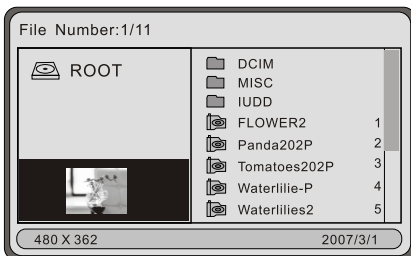 File Number:1/11
ROOT
DCIM
MISC
IUDD
FLOWER2 1
Panda202P 2
Tomatoes202P 3
Waterlilie-P 4
Waterlilies2 5
480 X 362 2007/3/1